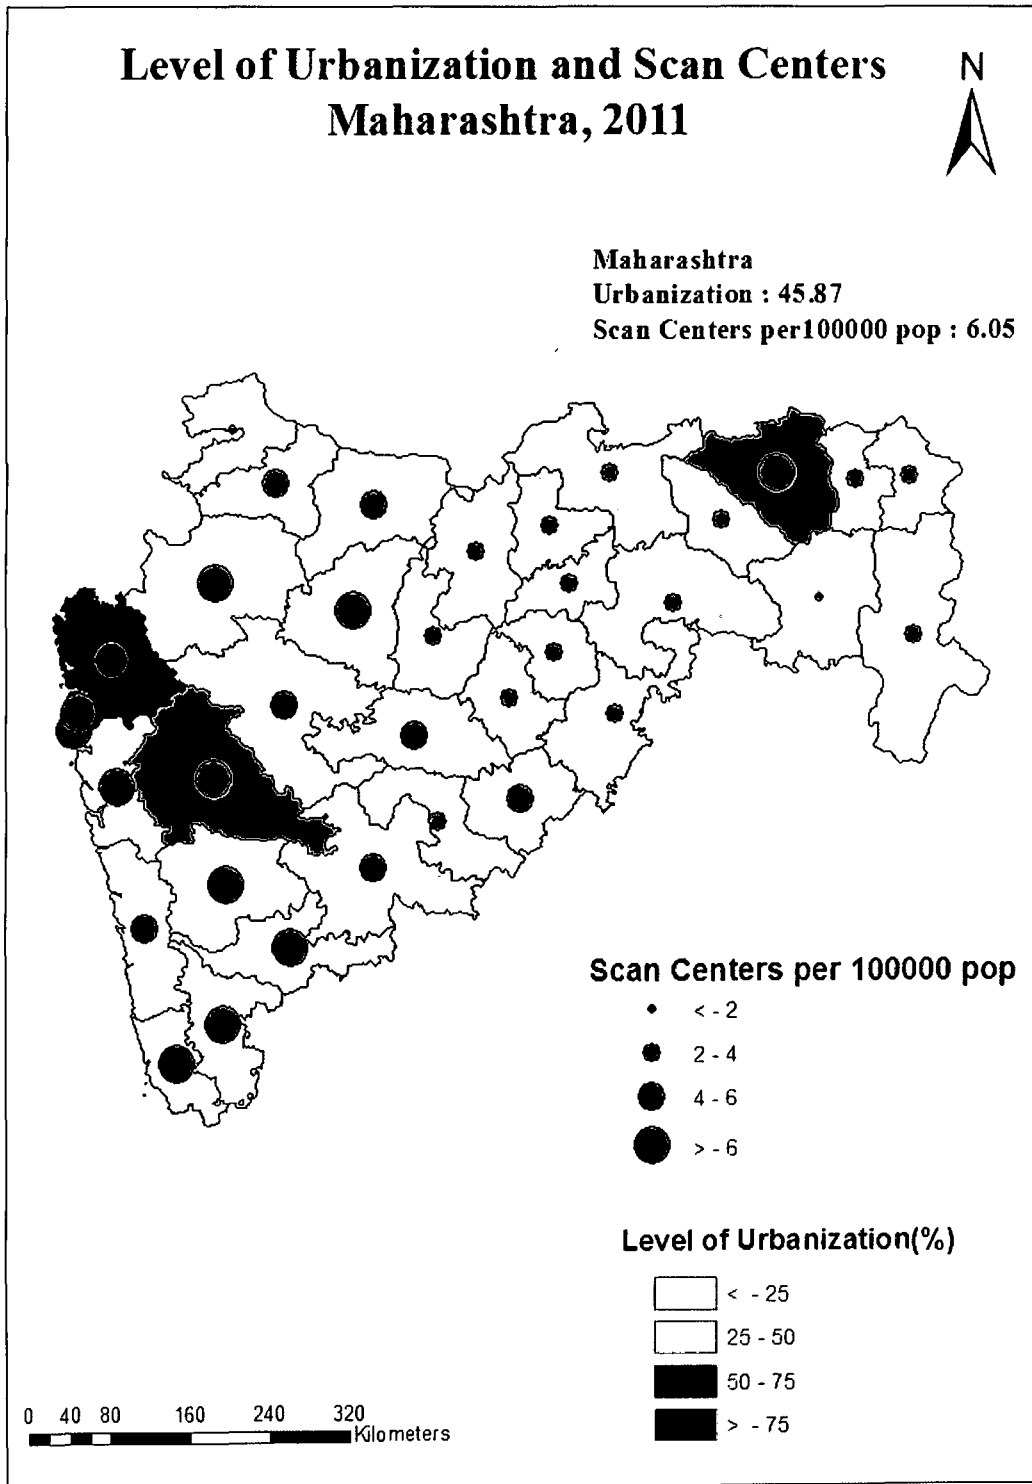 Level of Urbanization and Scan Centers
Maharashtra, 2011
N
Maharashtra
Urbanization : 45.87
Scan Centers per100000 pop : 6.05
Scan Centers per 100000 pop
< - 2
2 - 4
4 - 6
> - 6
Level of Urbanization(%)
< - 25
25 - 50
50 - 75
> - 75
0 40 80 160 240 320
Kilometers